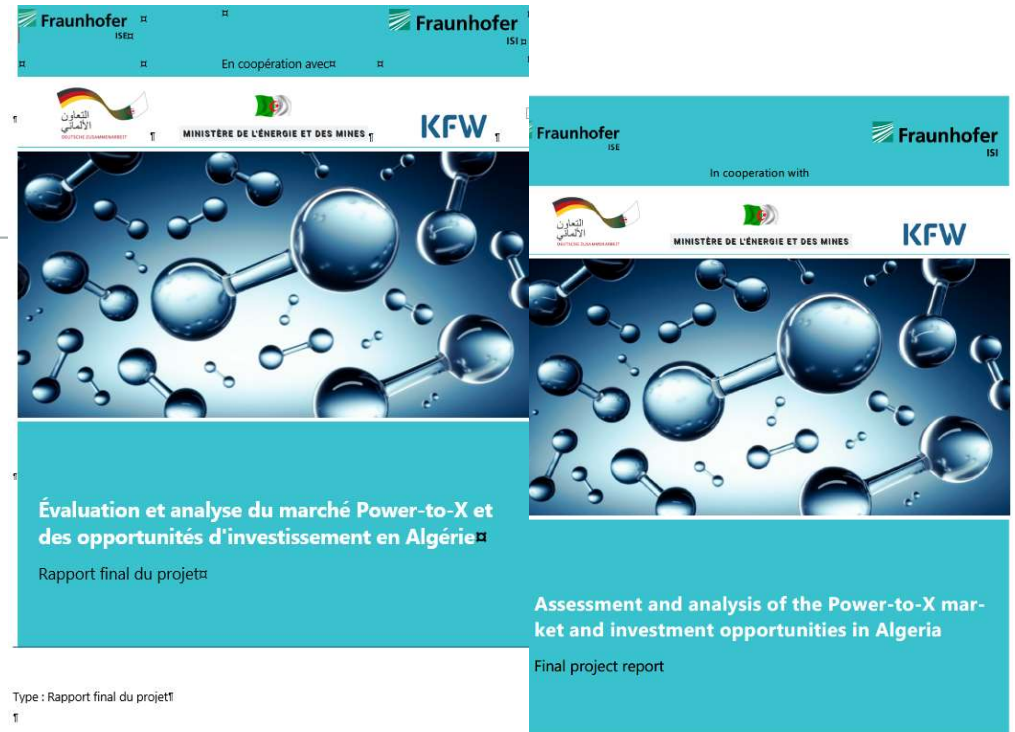 Fraunhofer ¤
ISE¤
¤
Fraunhofer
ISI ¤
¤
¤
En coopération avec¤
¤
التعاون
الألماني
DEUTSCHE ZUSAMMENARBEIT
¶
MINISTÈRE DE L'ÉNERGIE ET DES MINES ¶
KFW ¶
¶
¶
Évaluation et analyse du marché Power-to-X et
des opportunités d'investissement en Algérie¤
Rapport final du projet¤
Type : Rapport final du projet¶
¶
Fraunhofer
ISE
Fraunhofer
ISI
In cooperation with
التعاون
الألماني
DEUTSCHE ZUSAMMENARBEIT
MINISTÈRE DE L'ÉNERGIE ET DES MINES
KFW
Assessment and analysis of the Power-to-X mar-
ket and investment opportunities in Algeria
Final project report